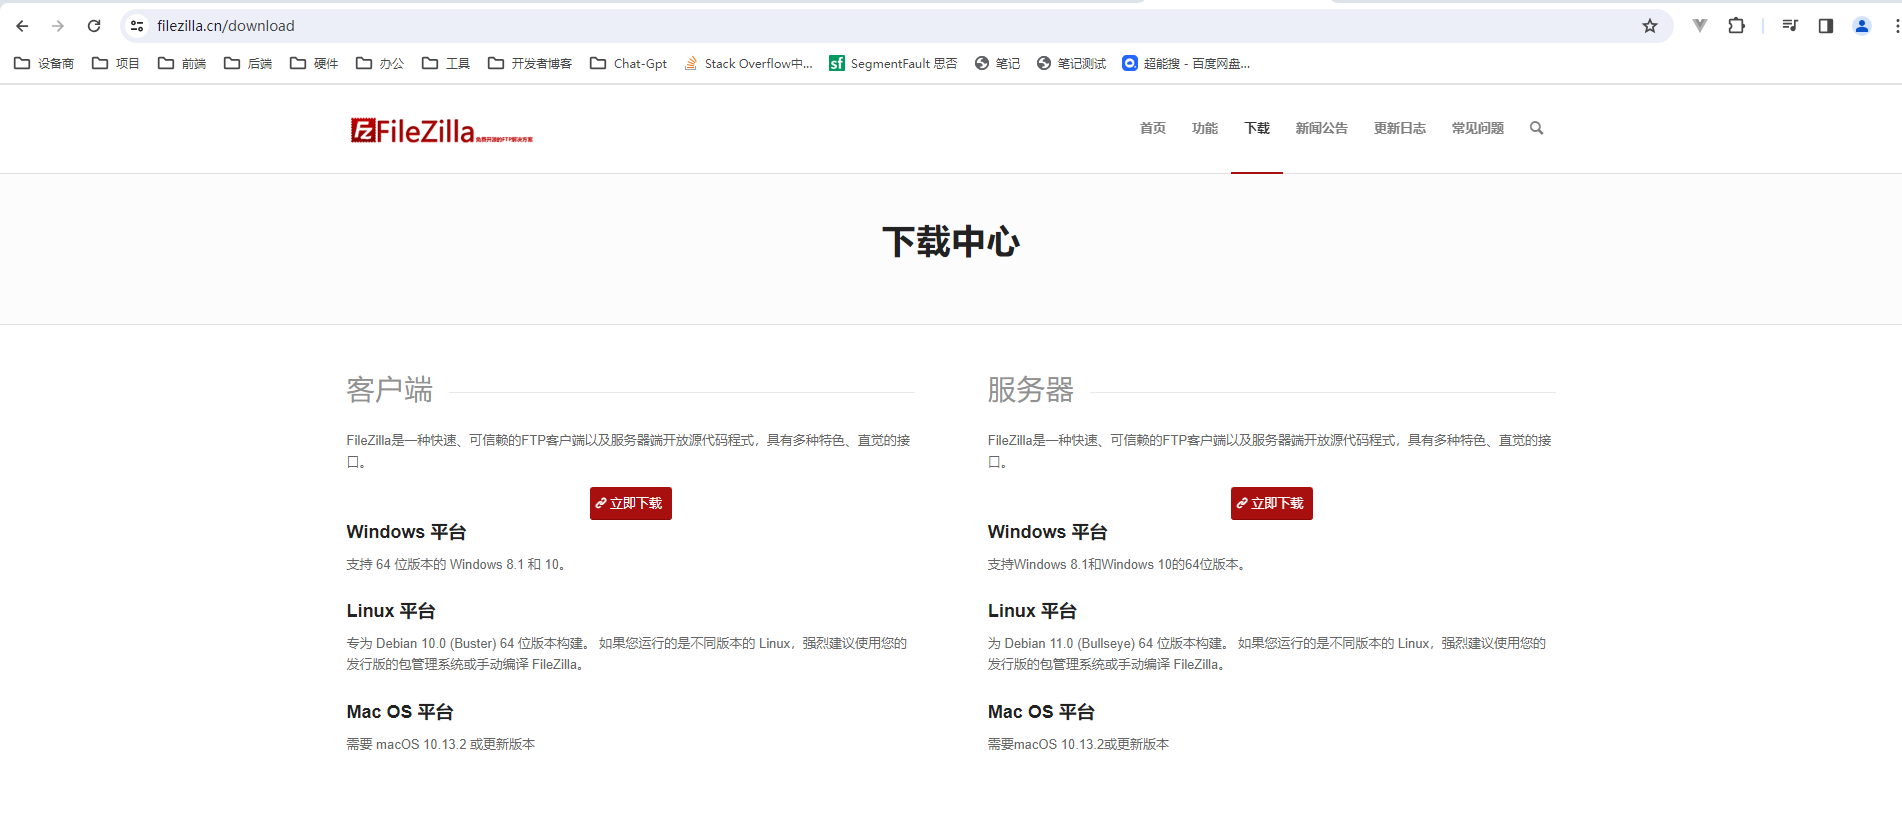 filezilla.cn/download
设备商 项目 前端 后端 硬件 办公 工具 开发者博客 Chat-Gpt Stack Overflow中... sf SegmentFault 思否 笔记 笔记测试 超能搜 - 百度网盘...
Fz FileZilla 免费开源的FTP解决方案
首页 功能 下载 新闻公告 更新日志 常见问题
下载中心
客户端
FileZilla是一种快速、可信赖的FTP客户端以及服务器端开放源代码程式，具有多种特色、直觉的接
口。
立即下载
Windows 平台
支持 64 位版本的 Windows 8.1 和 10。
Linux 平台
专为 Debian 10.0 (Buster) 64 位版本构建。 如果您运行的是不同版本的 Linux，强烈建议使用您的
发行版的包管理系统或手动编译 FileZilla。
Mac OS 平台
需要 macOS 10.13.2 或更新版本
服务器
FileZilla是一种快速、可信赖的FTP客户端以及服务器端开放源代码程式，具有多种特色、直觉的接
口。
立即下载
Windows 平台
支持Windows 8.1和Windows 10的64位版本。
Linux 平台
为 Debian 11.0 (Bullseye) 64 位版本构建。 如果您运行的是不同版本的 Linux，强烈建议使用您的
发行版的包管理系统或手动编译 FileZilla。
Mac OS 平台
需要macOS 10.13.2或更新版本